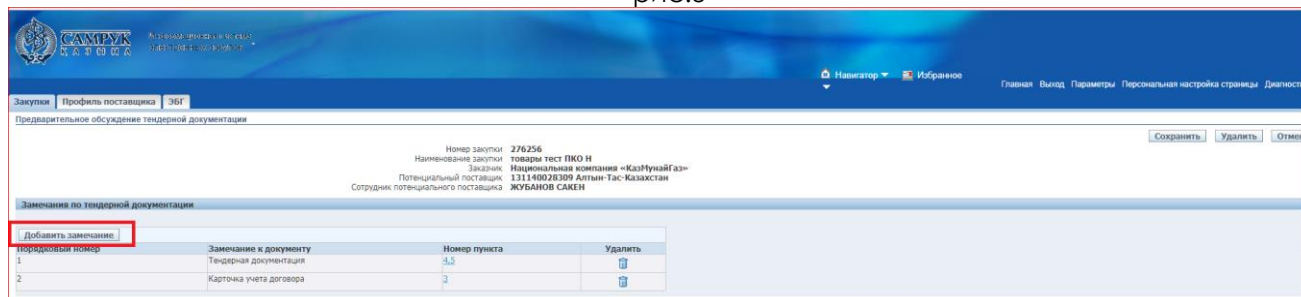 САМРУК
КАЗЫНА
Навигатор Избранное
Главная Выход Параметры Персональная настройка страницы
Закупки Профиль поставщика ЭБГ
Предварительное обсуждение тендерной документации
Сохранить Удалить
Номер закупки 276256
Наименование закупки товары тест ПКО Н
Заказчик Национальная компания «КазМунайГаз»
Потенциальный поставщик 131140028309 Алтын-Тас-Казахстан
Сотрудник потенциального поставщика ЖУБАНОВ САКЕН
Замечания по тендерной документации
Добавить замечание
Порядковый номер Замечание к документу Номер пункта Удалить
1 Тендерная документация 4,5
2 Карточка учета договора 3